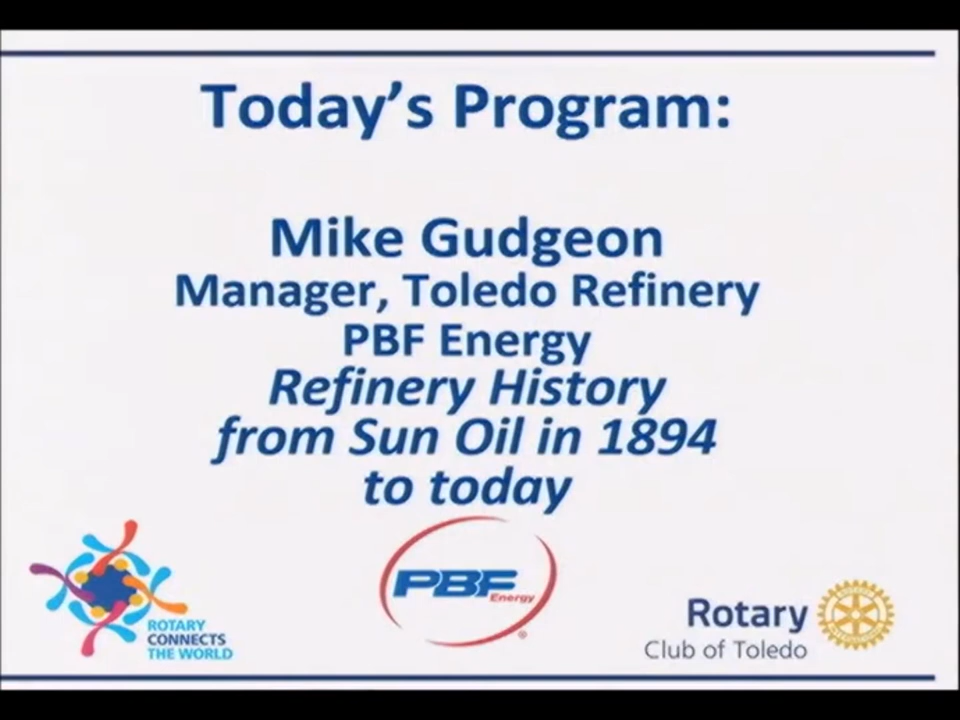 Today's Program:
Mike Gudgeon
Manager, Toledo Refinery
PBF Energy
Refinery History
from Sun Oil in 1894
to today
ROTARY
CONNECTS
THE WORLD
PBF
Energy
®
Rotary
Club of Toledo